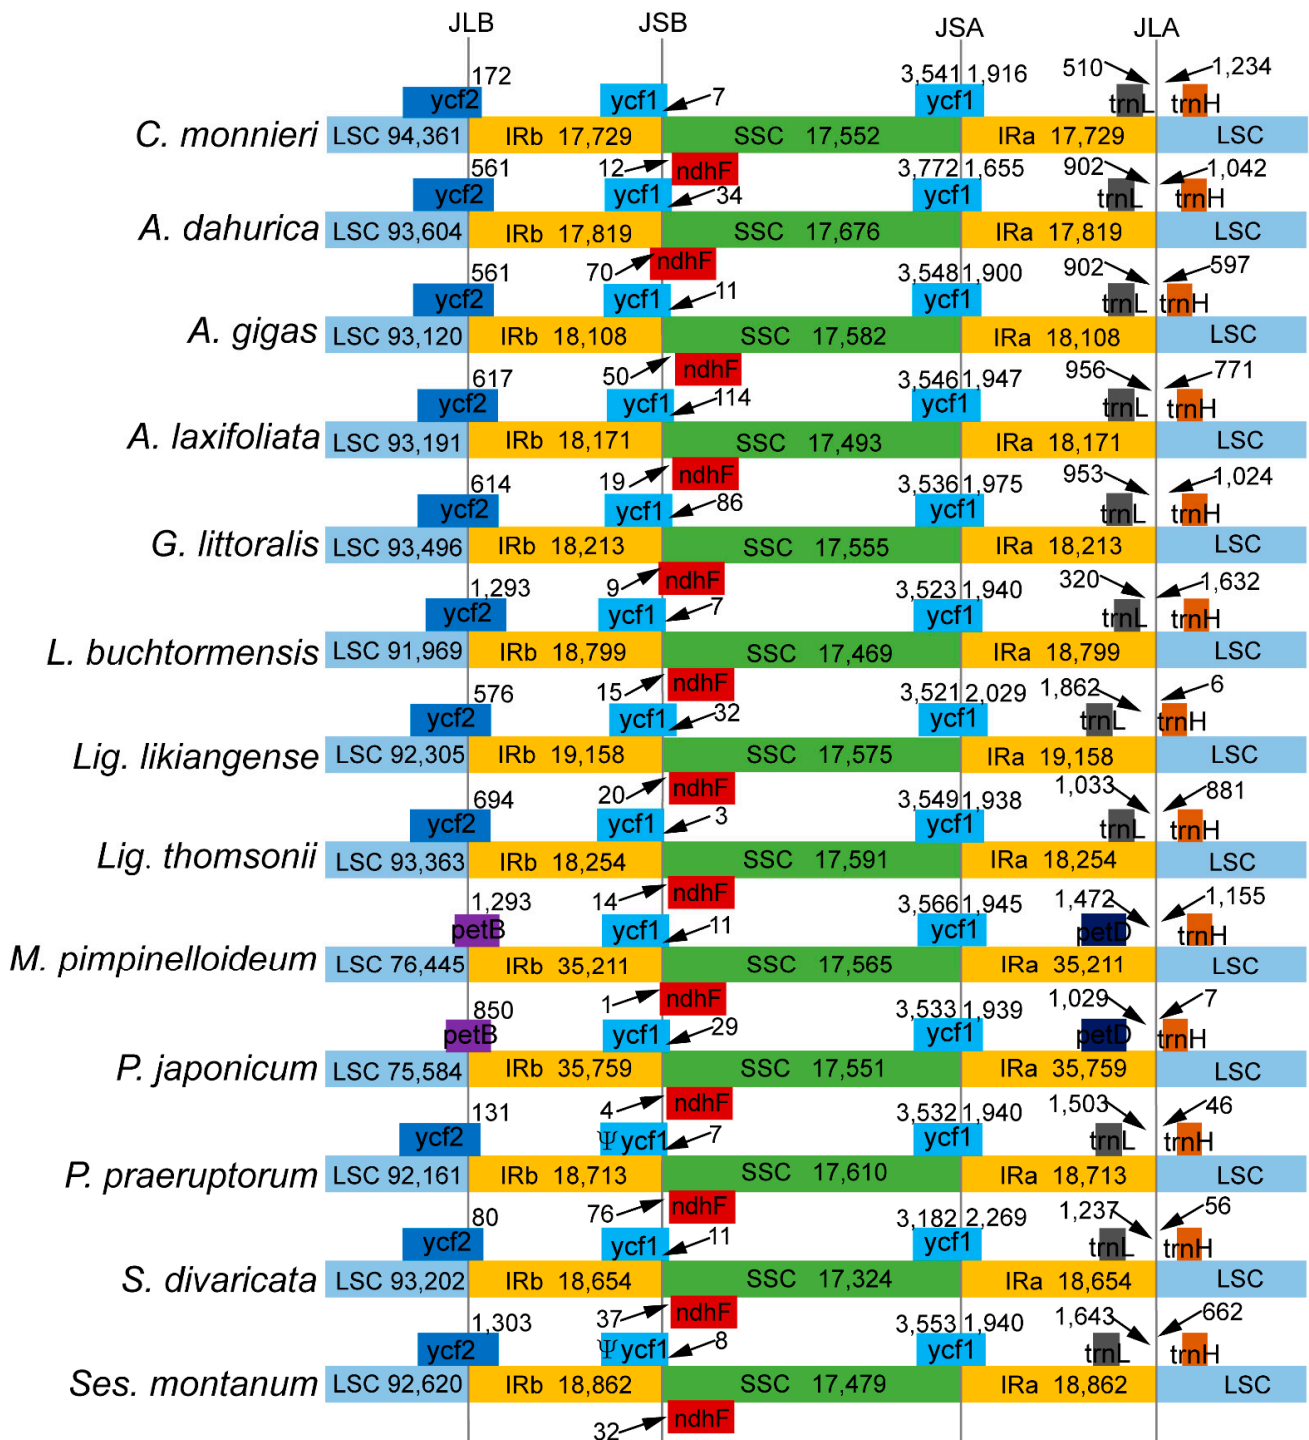 JLB JSB JSA JLA
172 3,541 1,916 510 1,234
ycf2 ycf1 7 ycf1 trnL trnH
C. monnieri LSC 94,361 IRb 17,729 SSC 17,552 IRa 17,729 LSC
561 12 ndhF 3,772 1,655 902 1,042
ycf2 ycf1 34 ycf1 trnL trnH
A. dahurica LSC 93,604 IRb 17,819 SSC 17,676 IRa 17,819 LSC
561 70 ndhF 3,548 1,900 902 597
ycf2 ycf1 11 ycf1 trnL trnH
A. gigas LSC 93,120 IRb 18,108 SSC 17,582 IRa 18,108 LSC
617 50 ndhF 3,546 1,947 956 771
ycf2 ycf1 114 ycf1 trnL trnH
A. laxifoliata LSC 93,191 IRb 18,171 SSC 17,493 IRa 18,171 LSC
614 19 ndhF 3,536 1,975 953 1,024
ycf2 ycf1 86 ycf1 trnL trnH
G. littoralis LSC 93,496 IRb 18,213 SSC 17,555 IRa 18,213 LSC
1,293 9 ndhF 3,523 1,940 320 1,632
ycf2 ycf1 7 ycf1 trnL trnH
L. buchtormensis LSC 91,969 IRb 18,799 SSC 17,469 IRa 18,799 LSC
576 15 ndhF 3,521 2,029 1,862 6
ycf2 ycf1 32 ycf1 trnL trnH
Lig. likiangense LSC 92,305 IRb 19,158 SSC 17,575 IRa 19,158 LSC
694 20 ndhF 3,549 1,938 1,033 881
ycf2 ycf1 3 ycf1 trnL trnH
Lig. thomsonii LSC 93,363 IRb 18,254 SSC 17,591 IRa 18,254 LSC
1,293 14 ndhF 3,566 1,945 1,472 1,155
petB ycf1 11 ycf1 petD trnH
M. pimpinelloideum LSC 76,445 IRb 35,211 SSC 17,565 IRa 35,211 LSC
850 1 ndhF 3,533 1,939 1,029 7
petB ycf1 29 ycf1 petD trnH
P. japonicum LSC 75,584 IRb 35,759 SSC 17,551 IRa 35,759 LSC
131 4 ndhF 3,532 1,940 1,503 46
ycf2 Ψycf1 7 ycf1 trnL trnH
P. praeruptorum LSC 92,161 IRb 18,713 SSC 17,610 IRa 18,713 LSC
80 76 ndhF 3,182 2,269 1,237 56
ycf2 ycf1 11 ycf1 trnL trnH
S. divaricata LSC 93,202 IRb 18,654 SSC 17,324 IRa 18,654 LSC
1,303 37 ndhF 3,553 1,940 1,643 662
ycf2 Ψycf1 8 ycf1 trnL trnH
Ses. montanum LSC 92,620 IRb 18,862 SSC 17,479 IRa 18,862 LSC
32 ndhF